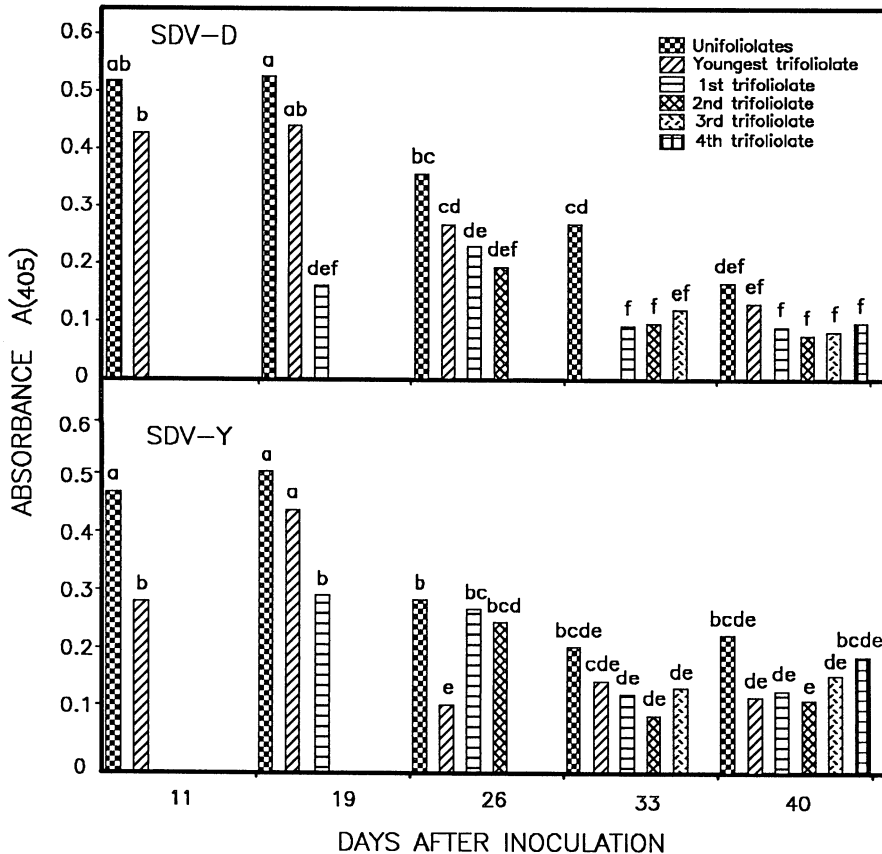 SDV-D
Unifoliolates
Youngest trifoliolate
1st trifoliolate
2nd trifoliolate
3rd trifoliolate
4th trifoliolate
0.6
0.5
0.4
0.3
0.2
0.1
0
ab
b
a
ab
def
bc
cd
de
def
cd
f
f
ef
def
ef
f
f
f
f
ABSORBANCE A(405)
SDV-Y
0.6
0.5
0.4
0.3
0.2
0.1
0
a
b
a
a
b
b
e
bc
bcd
bcde
cde
de
de
de
bcde
de
de
e
de
bcde
11 19 26 33 40
DAYS AFTER INOCULATION